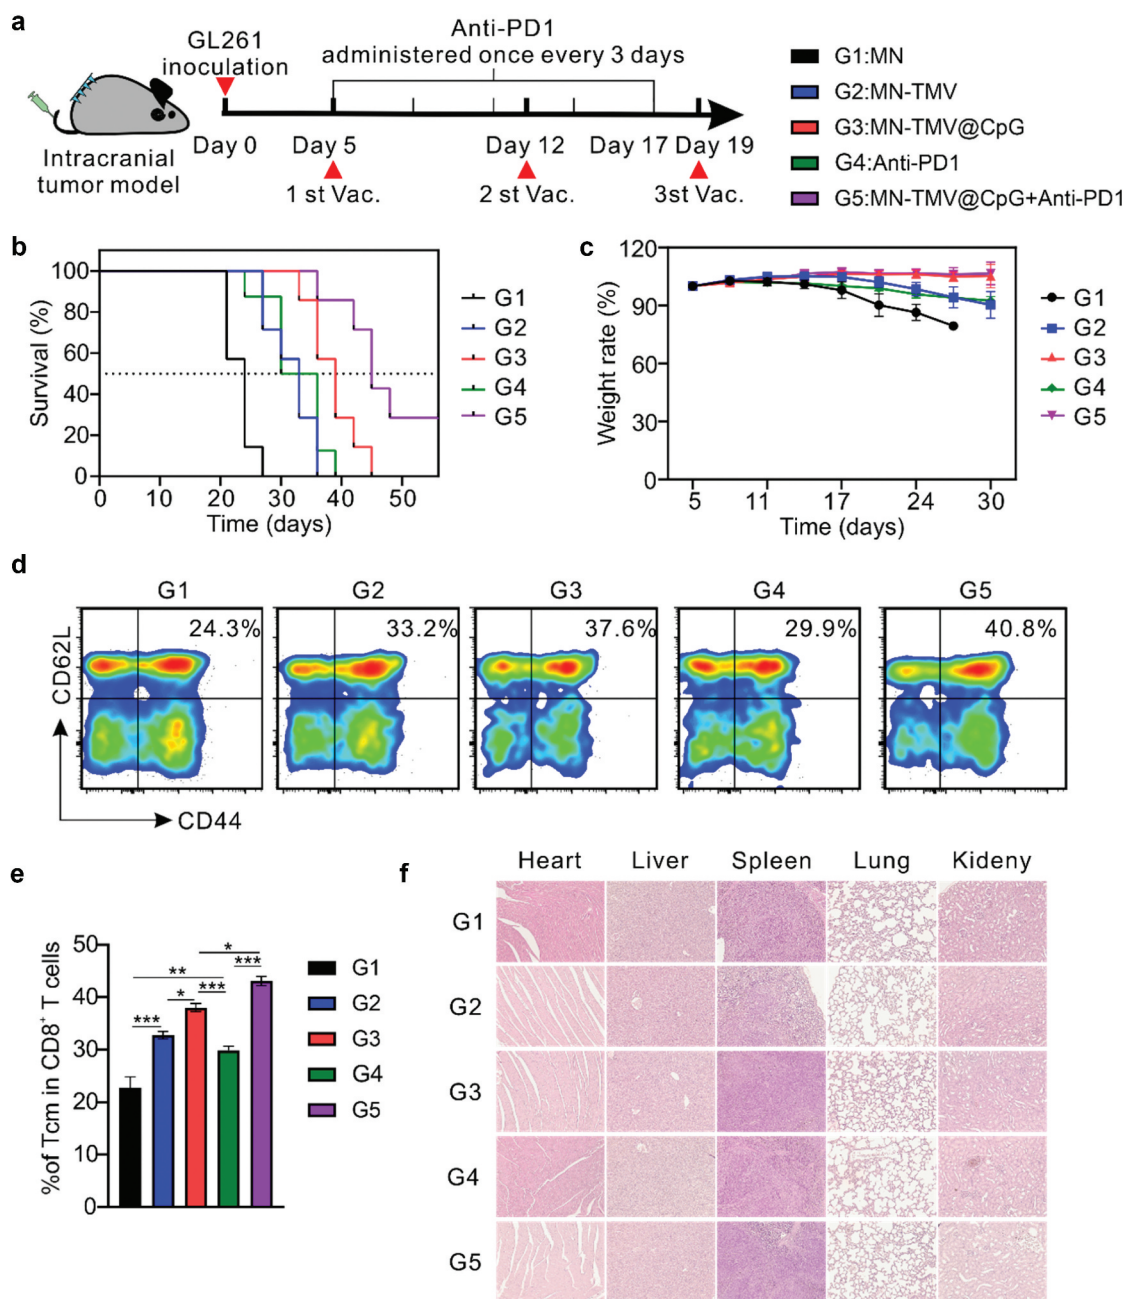 a
GL261
inoculation
Anti-PD1
administered once every 3 days
Intracranial
tumor model
Day 0
Day 5
Day 12
Day 17
Day 19
1 st Vac.
2 st Vac.
3st Vac.
G1:MN
G2:MN-TMV
G3:MN-TMV@CpG
G4:Anti-PD1
G5:MN-TMV@CpG+Anti-PD1
b
Survival (%)
100
80
60
40
20
0
0 10 20 30 40 50
Time (days)
G1
G2
G3
G4
G5
c
Weight rate (%)
120
90
60
30
0
5 11 17 24 30
Time (days)
G1
G2
G3
G4
G5
d
G1 G2 G3 G4 G5
24.3% 33.2% 37.6% 29.9% 40.8%
CD62L
CD44
e
%of Tcm in CD8⁺ T cells
50
40
30
20
10
0
*
** ***
* ***
***
G1
G2
G3
G4
G5
f
Heart Liver Spleen Lung Kideny
G1
G2
G3
G4
G5